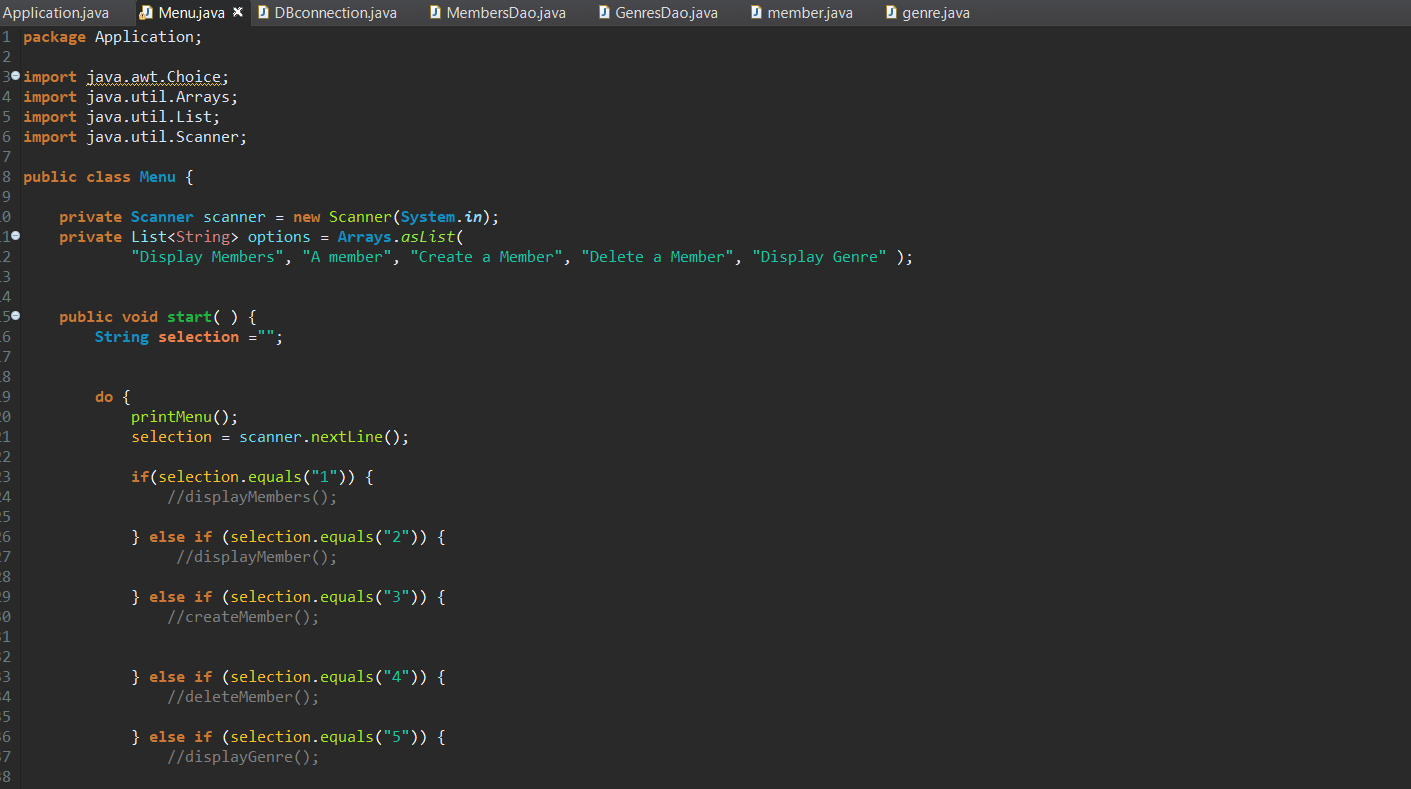 Application.java Menu.java DBconnection.java MembersDao.java GenresDao.java member.java genre.java
1 package Application;
2
3 import java.awt.Choice;
4 import java.util.Arrays;
5 import java.util.List;
6 import java.util.Scanner;
7
8 public class Menu {
9
0 private Scanner scanner = new Scanner(System.in);
1 private List<String> options = Arrays.asList(
2 "Display Members", "A member", "Create a Member", "Delete a Member", "Display Genre" );
3
4
5 public void start( ) {
6 String selection ="";
7
8
9 do {
0 printMenu();
1 selection = scanner.nextLine();
2
3 if(selection.equals("1")) {
4 //displayMembers();
5
6 } else if (selection.equals("2")) {
7 //displayMember();
8
9 } else if (selection.equals("3")) {
0 //createMember();
1
2
3 } else if (selection.equals("4")) {
4 //deleteMember();
5
6 } else if (selection.equals("5")) {
7 //displayGenre();
8